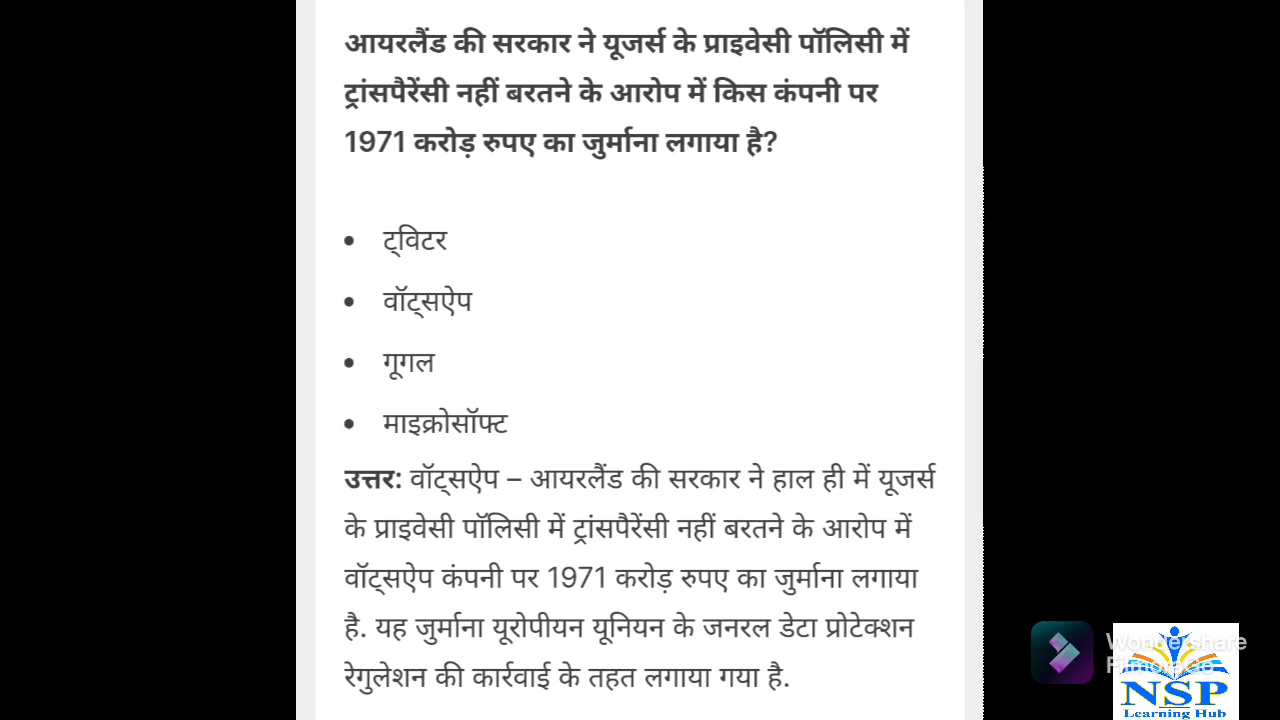 आयरलैंड की सरकार ने यूजर्स के प्राइवेसी पॉलिसी में
ट्रांसपैरेंसी नहीं बरतने के आरोप में किस कंपनी पर
1971 करोड़ रुपए का जुर्माना लगाया है?
• ट्विटर
• वॉट्सऐप
• गूगल
• माइक्रोसॉफ्ट
उत्तर: वॉट्सऐप – आयरलैंड की सरकार ने हाल ही में यूजर्स
के प्राइवेसी पॉलिसी में ट्रांसपैरेंसी नहीं बरतने के आरोप में
वॉट्सऐप कंपनी पर 1971 करोड़ रुपए का जुर्माना लगाया
है. यह जुर्माना यूरोपीयन यूनियन के जनरल डेटा प्रोटेक्शन
रेगुलेशन की कार्रवाई के तहत लगाया गया है.
Wondershare
Filmora
NSP
Learning Hub